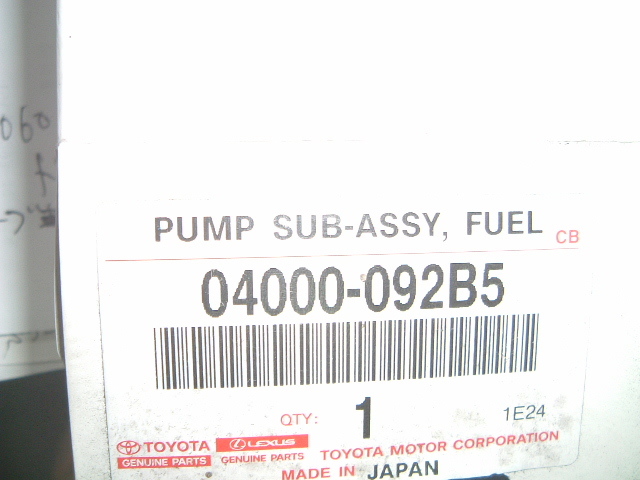 060
PUMP SUB-ASSY, FUEL CB
04000-092B5
QTY: 1 1E24
TOYOTA LEXUS
GENUINE PARTS GENUINE PARTS TOYOTA MOTOR CORPORATION
MADE IN JAPAN